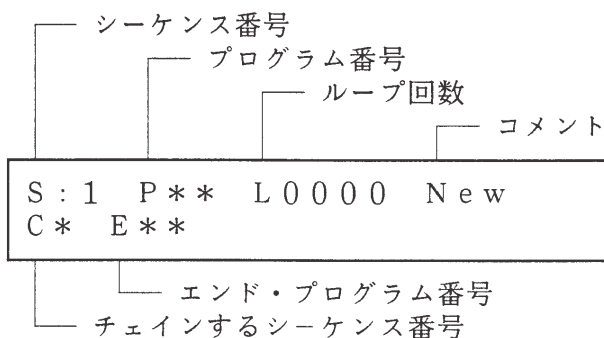 シーケンス番号
プログラム番号
ループ回数
コメント
S:1 P** L0000 New
C* E**
エンド・プログラム番号
チェインするシーケンス番号